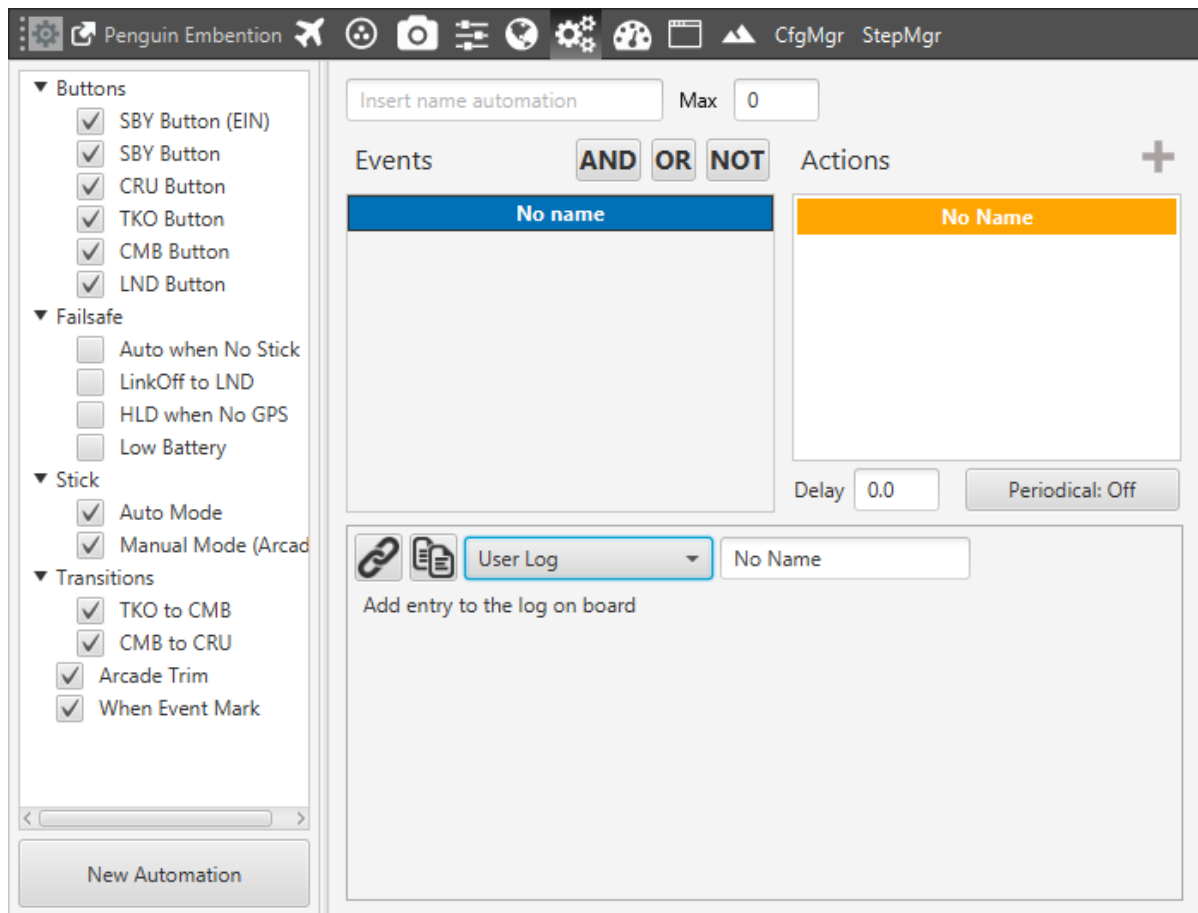 Penguin Embention CfgMgr StepMgr
Buttons
SBY Button (EIN)
SBY Button
CRU Button
TKO Button
CMB Button
LND Button
Failsafe
Auto when No Stick
LinkOff to LND
HLD when No GPS
Low Battery
Stick
Auto Mode
Manual Mode (Arcad
Transitions
TKO to CMB
CMB to CRU
Arcade Trim
When Event Mark
New Automation
Insert name automation Max 0
Events AND OR NOT Actions
No name
No Name
Delay 0.0 Periodical: Off
User Log No Name
Add entry to the log on board